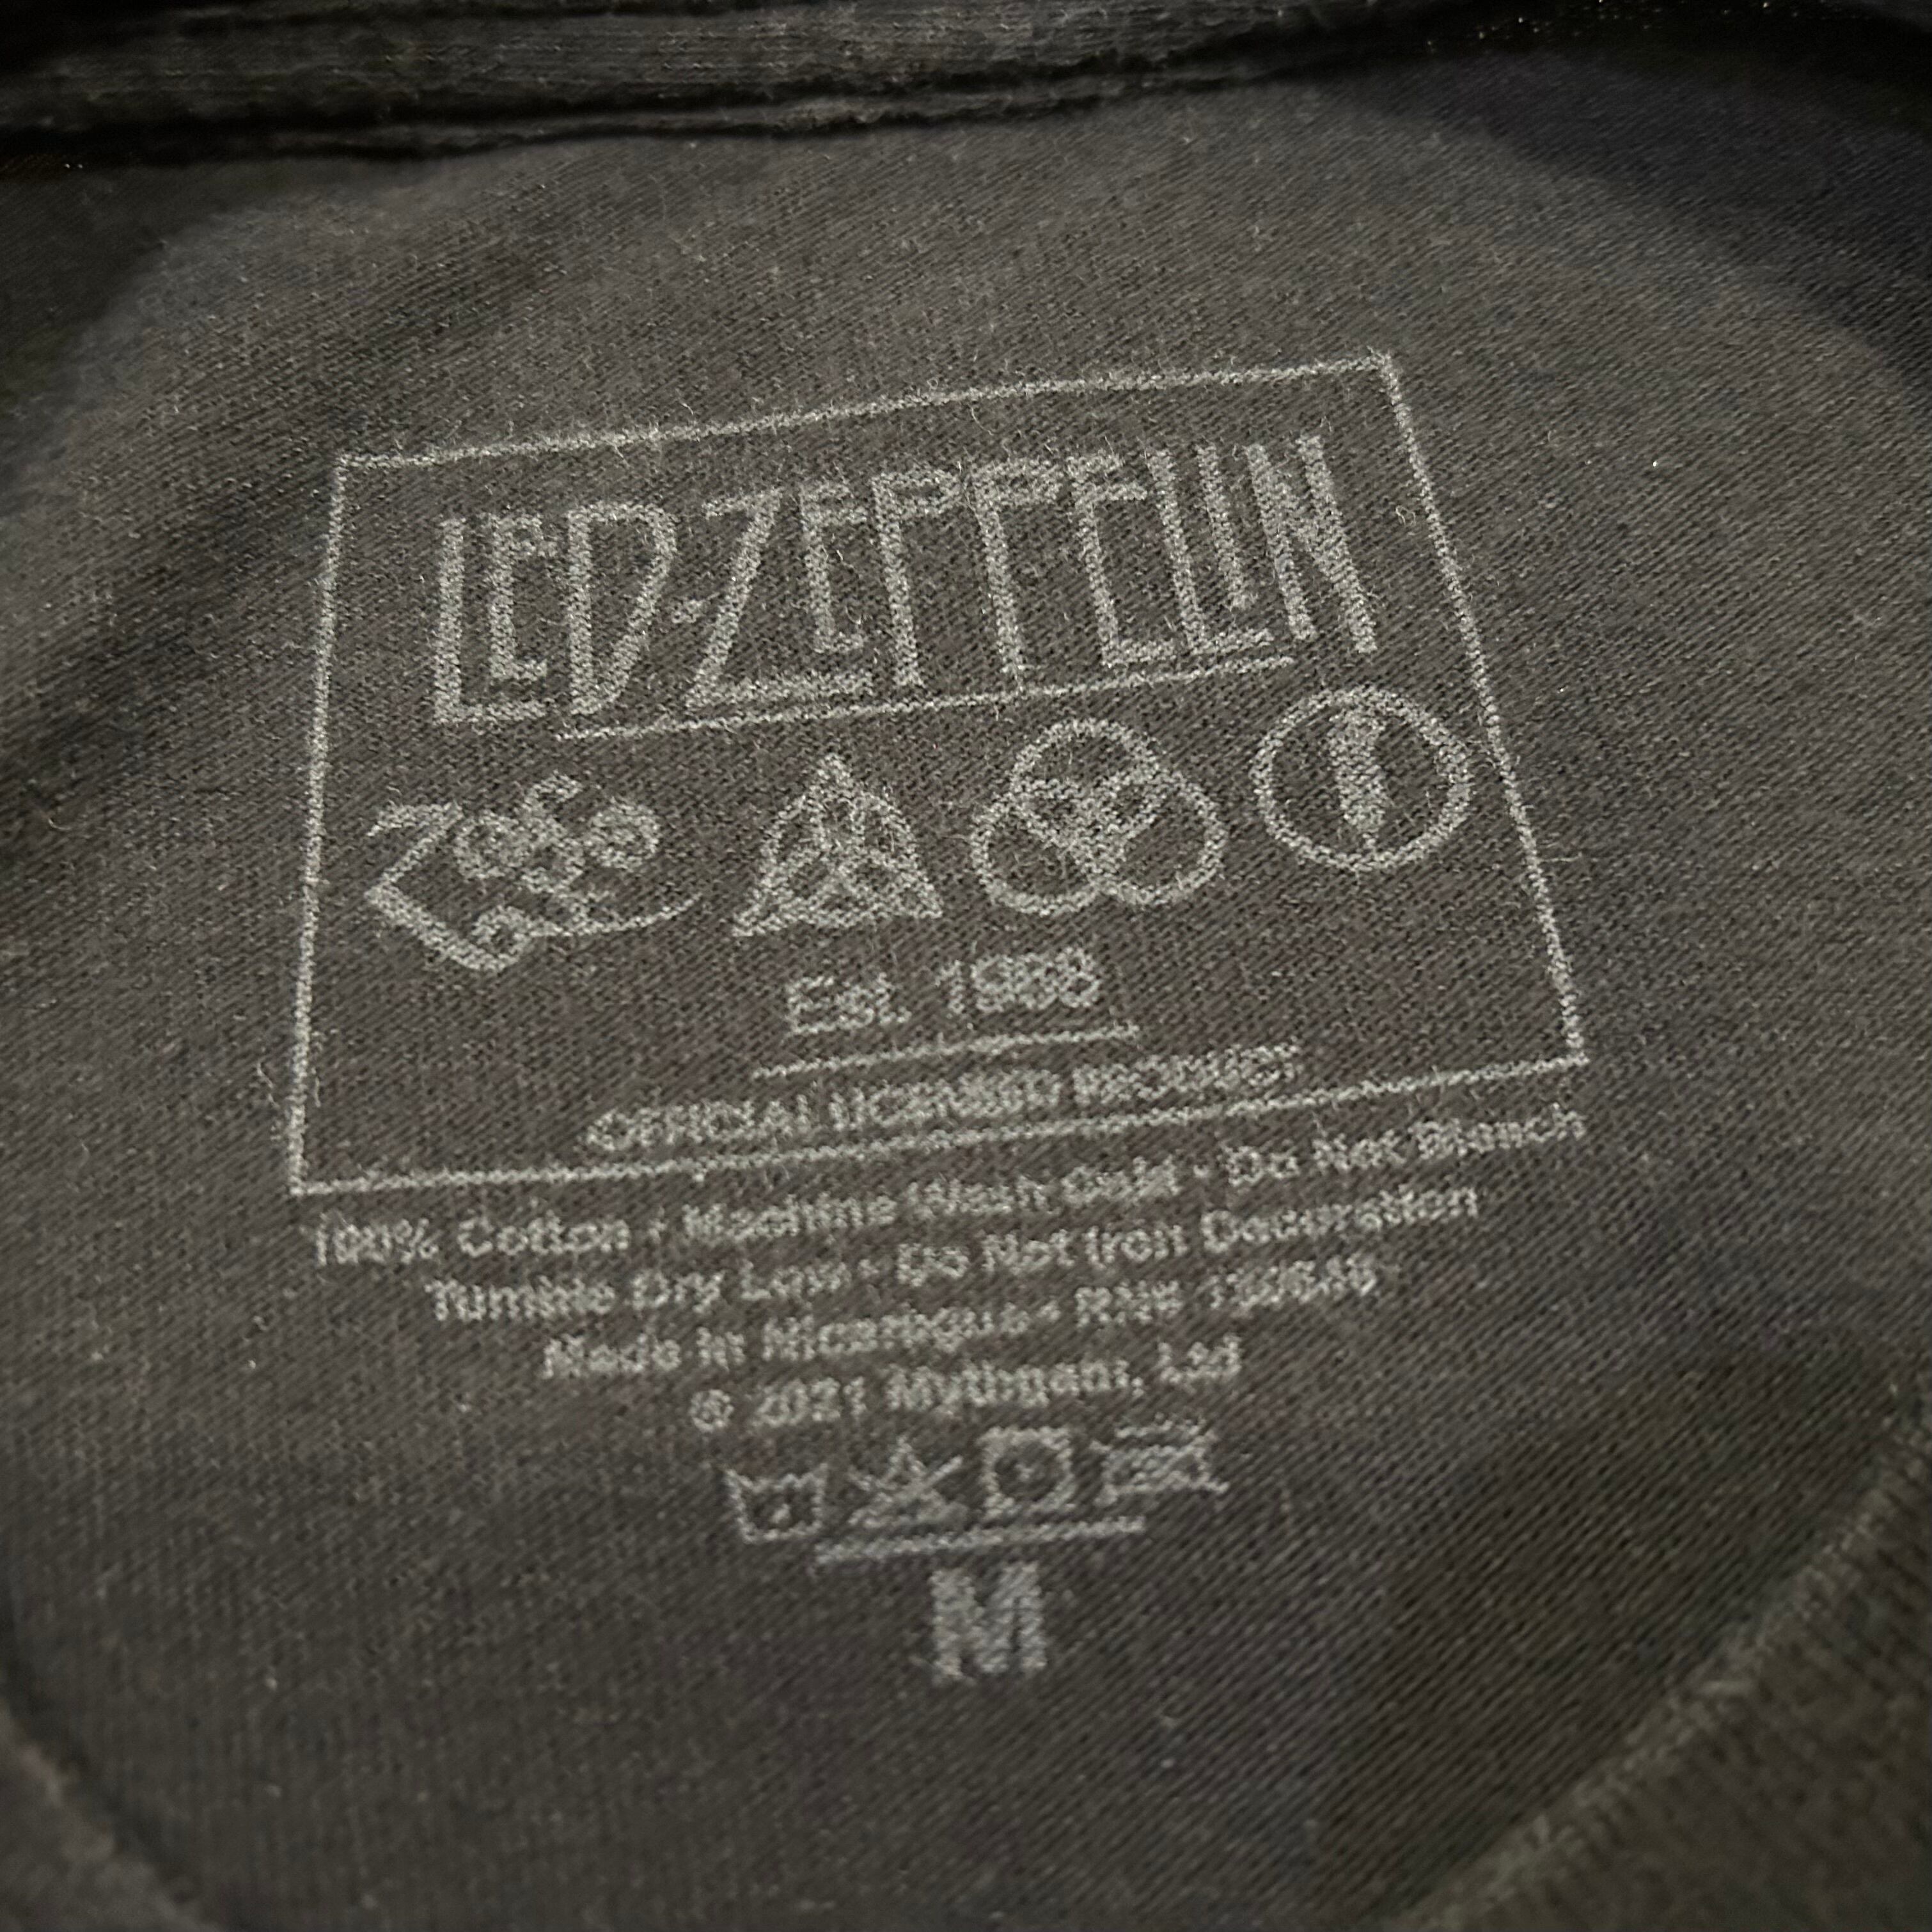 LED-ZEPPELIN
Est. 1968
OFFICIAL LICENSED PRODUCT
100% Cotton • Machine Wash Cold • Do Not Bleach
Tumble Dry Low • Do Not Iron Decoration
Made in Nicaragua • RN#
© 2021 Mythgem, Ltd
M